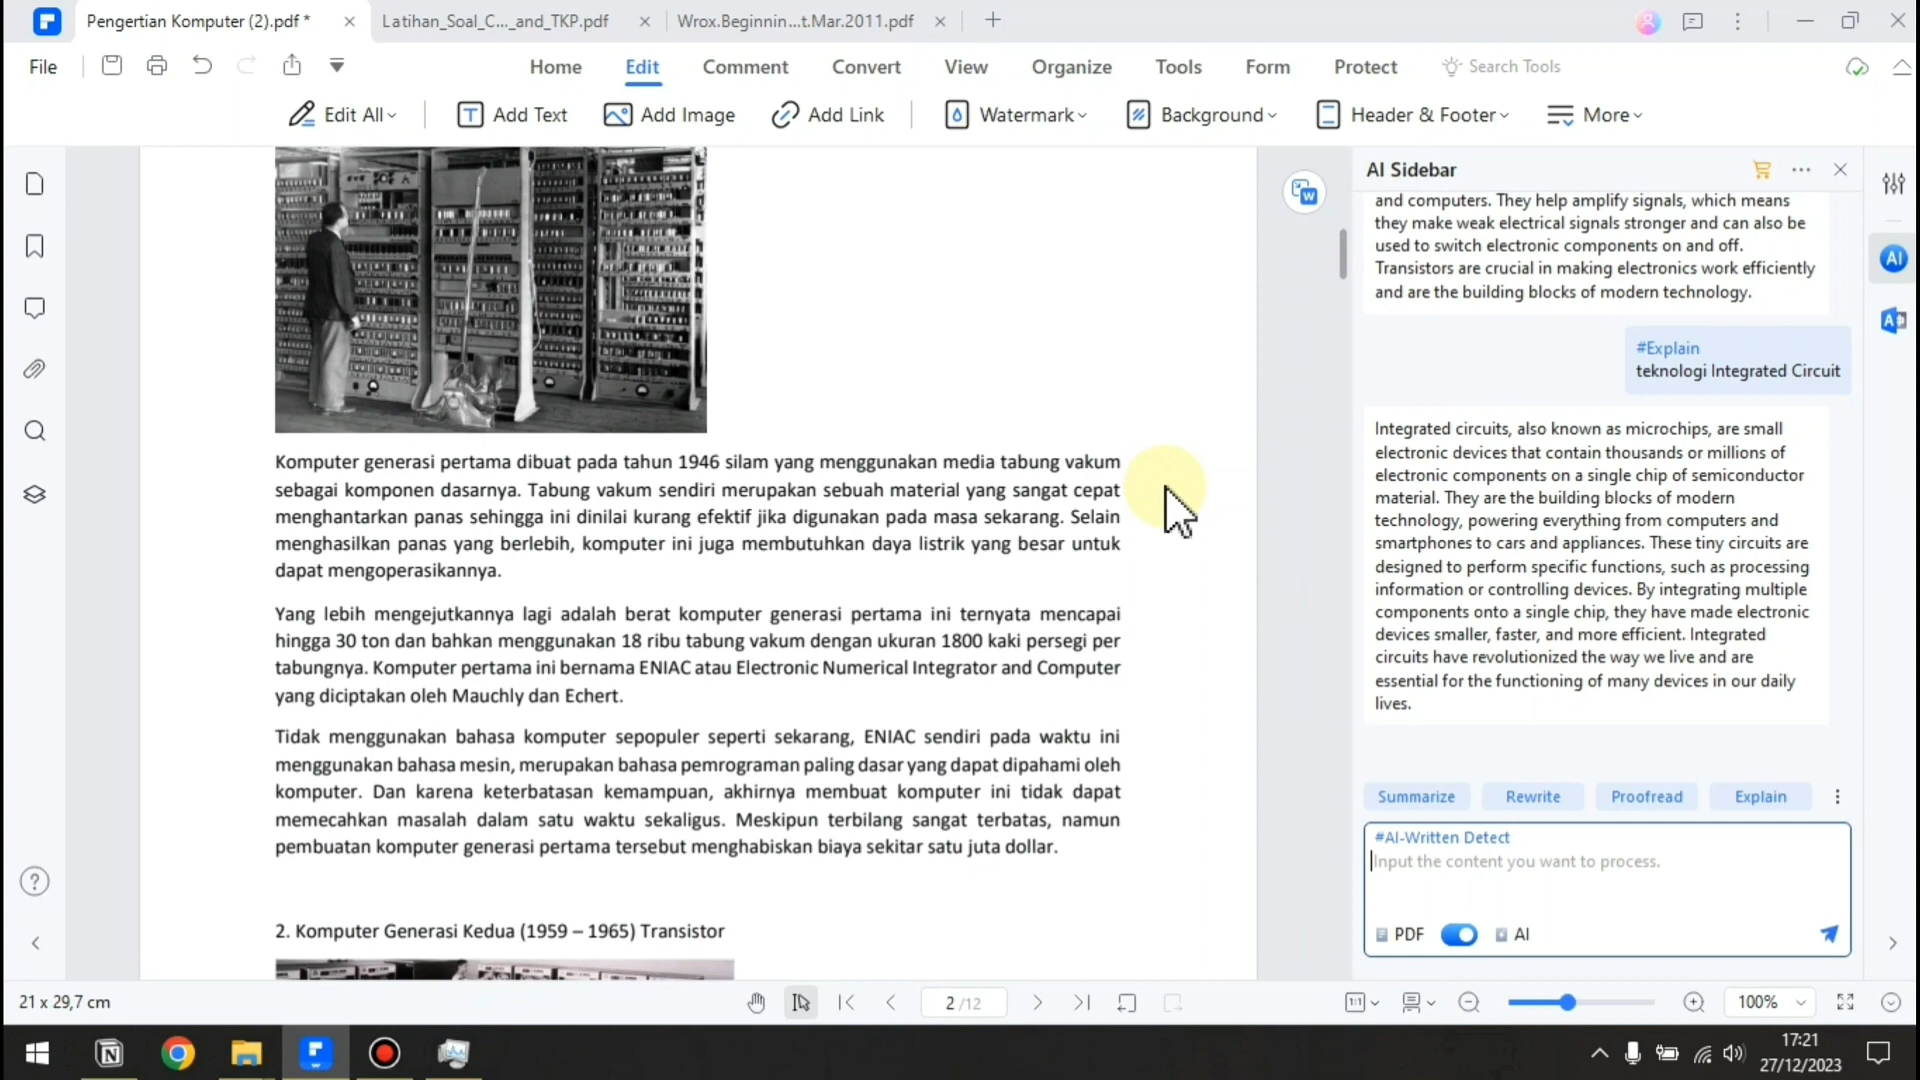 Pengertian Komputer (2).pdf *
Latihan_Soal_C..._and_TKP.pdf
Wrox.Beginnin...t.Mar.2011.pdf
File
Home
Edit
Comment
Convert
View
Organize
Tools
Form
Protect
Search Tools
Edit All
Add Text
Add Image
Add Link
Watermark
Background
Header & Footer
More
Komputer generasi pertama dibuat pada tahun 1946 silam yang menggunakan media tabung vakum
sebagai komponen dasarnya. Tabung vakum sendiri merupakan sebuah material yang sangat cepat
menghantarkan panas sehingga ini dinilai kurang efektif jika digunakan pada masa sekarang. Selain
menghasilkan panas yang berlebih, komputer ini juga membutuhkan daya listrik yang besar untuk
dapat mengoperasikannya.
Yang lebih mengejutkannya lagi adalah berat komputer generasi pertama ini ternyata mencapai
hingga 30 ton dan bahkan menggunakan 18 ribu tabung vakum dengan ukuran 1800 kaki persegi per
tabungnya. Komputer pertama ini bernama ENIAC atau Electronic Numerical Integrator and Computer
yang diciptakan oleh Mauchly dan Echert.
Tidak menggunakan bahasa komputer sepopuler seperti sekarang, ENIAC sendiri pada waktu ini
menggunakan bahasa mesin, merupakan bahasa pemrograman paling dasar yang dapat dipahami oleh
komputer. Dan karena keterbatasan kemampuan, akhirnya membuat komputer ini tidak dapat
memecahkan masalah dalam satu waktu sekaligus. Meskipun terbilang sangat terbatas, namun
pembuatan komputer generasi pertama tersebut menghabiskan biaya sekitar satu juta dollar.
2. Komputer Generasi Kedua (1959 – 1965) Transistor
W
AI Sidebar
and computers. They help amplify signals, which means
they make weak electrical signals stronger and can also be
used to switch electronic components on and off.
Transistors are crucial in making electronics work efficiently
and are the building blocks of modern technology.
#Explain
teknologi Integrated Circuit
Integrated circuits, also known as microchips, are small
electronic devices that contain thousands or millions of
electronic components on a single chip of semiconductor
material. They are the building blocks of modern
technology, powering everything from computers and
smartphones to cars and appliances. These tiny circuits are
designed to perform specific functions, such as processing
information or controlling devices. By integrating multiple
components onto a single chip, they have made electronic
devices smaller, faster, and more efficient. Integrated
circuits have revolutionized the way we live and are
essential for the functioning of many devices in our daily
lives.
Summarize
Rewrite
Proofread
Explain
#AI-Written Detect
Input the content you want to process.
PDF
AI
AI
21 x 29,7 cm
2 /12
1:1
100%
17:21
27/12/2023